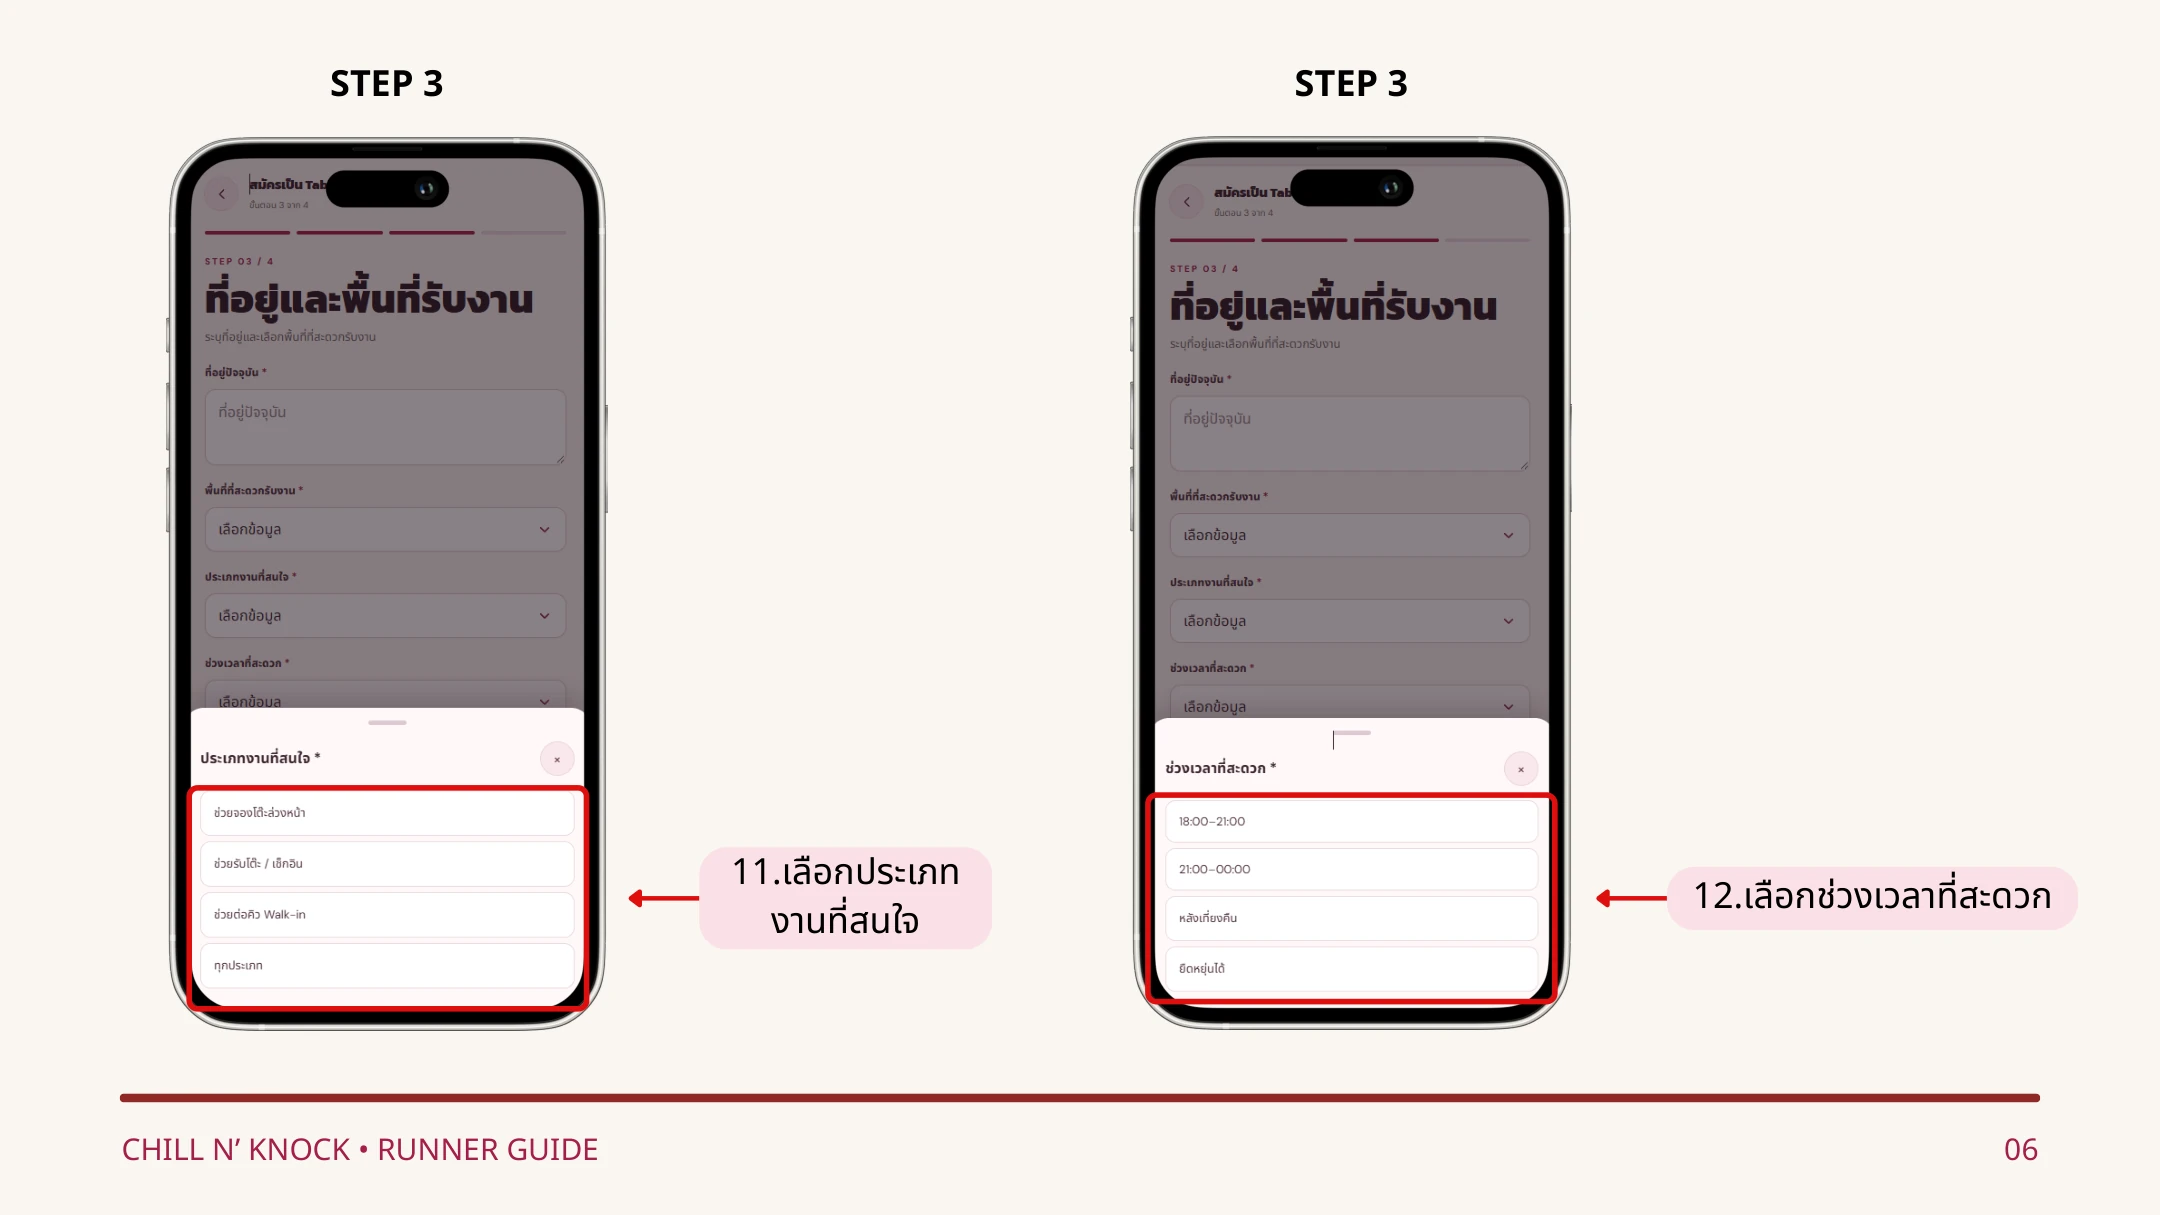 STEP 3
สมัครเป็น Tab
ขั้นตอน 3 จาก 4
STEP 03 / 4
ที่อยู่และพื้นที่รับงาน
ระบุที่อยู่และเลือกพื้นที่ที่สะดวกรับงาน
ที่อยู่ปัจจุบัน *
ที่อยู่ปัจจุบัน
พื้นที่ที่สะดวกรับงาน *
เลือกข้อมูล
ประเภทงานที่สนใจ *
เลือกข้อมูล
ช่วงเวลาที่สะดวก *
เลือกข้อมูล
ประเภทงานที่สนใจ *
×
ช่วยจองโต๊ะล่วงหน้า
ช่วยรับโต๊ะ / เช็กอิน
ช่วยต่อคิว Walk-in
ทุกประเภท
11.เลือกประเภท
งานที่สนใจ
STEP 3
สมัครเป็น Tab
ขั้นตอน 3 จาก 4
STEP 03 / 4
ที่อยู่และพื้นที่รับงาน
ระบุที่อยู่และเลือกพื้นที่ที่สะดวกรับงาน
ที่อยู่ปัจจุบัน *
ที่อยู่ปัจจุบัน
พื้นที่ที่สะดวกรับงาน *
เลือกข้อมูล
ประเภทงานที่สนใจ *
เลือกข้อมูล
ช่วงเวลาที่สะดวก *
เลือกข้อมูล
ช่วงเวลาที่สะดวก *
×
18:00–21:00
21:00–00:00
หลังเที่ยงคืน
ยืดหยุ่นได้
12.เลือกช่วงเวลาที่สะดวก
CHILL N’ KNOCK • RUNNER GUIDE
06